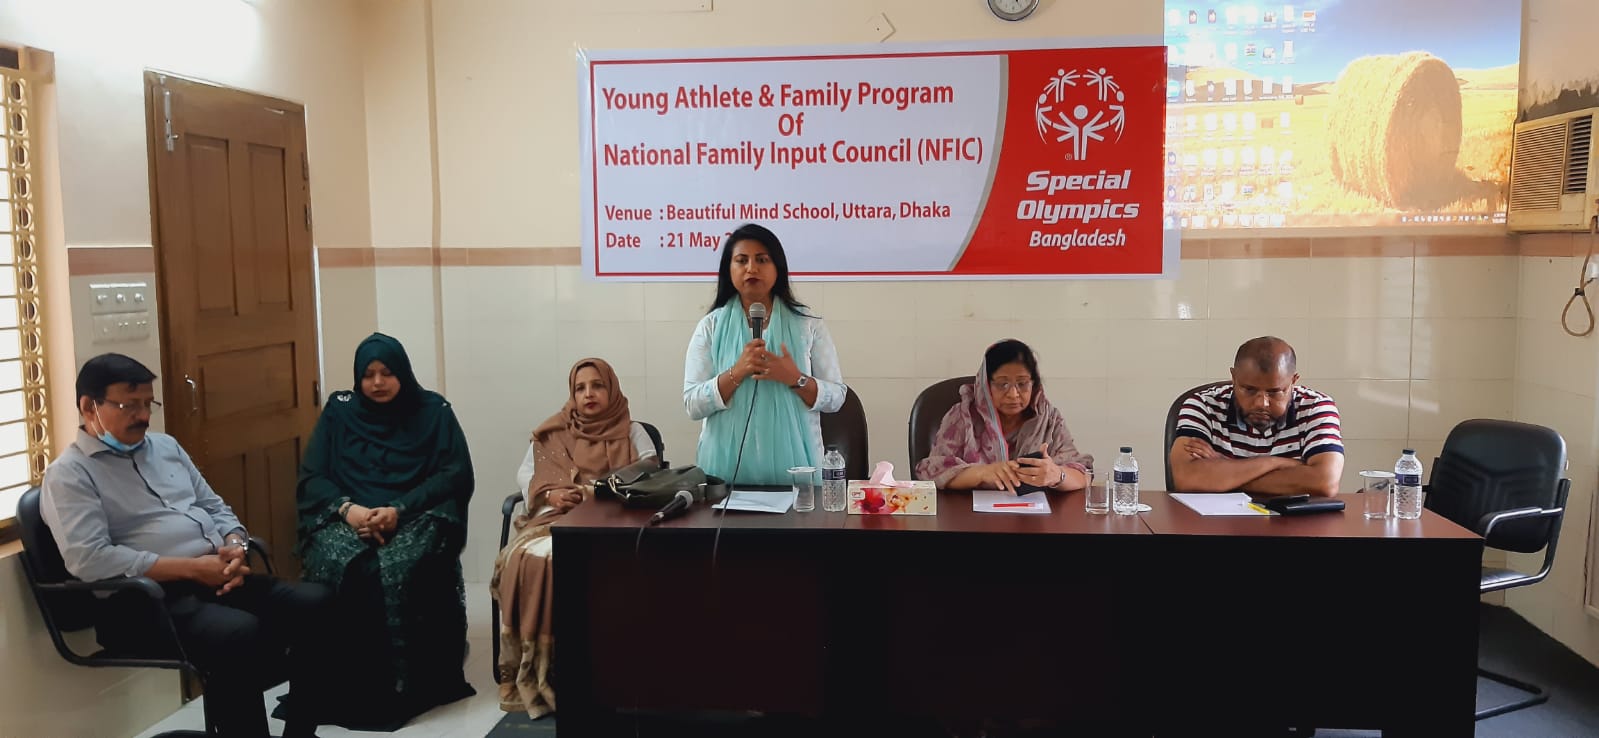 Young Athlete & Family Program
Of
National Family Input Council (NFIC)
Venue : Beautiful Mind School, Uttara, Dhaka
Date : 21 May
®
Special
Olympics
Bangladesh